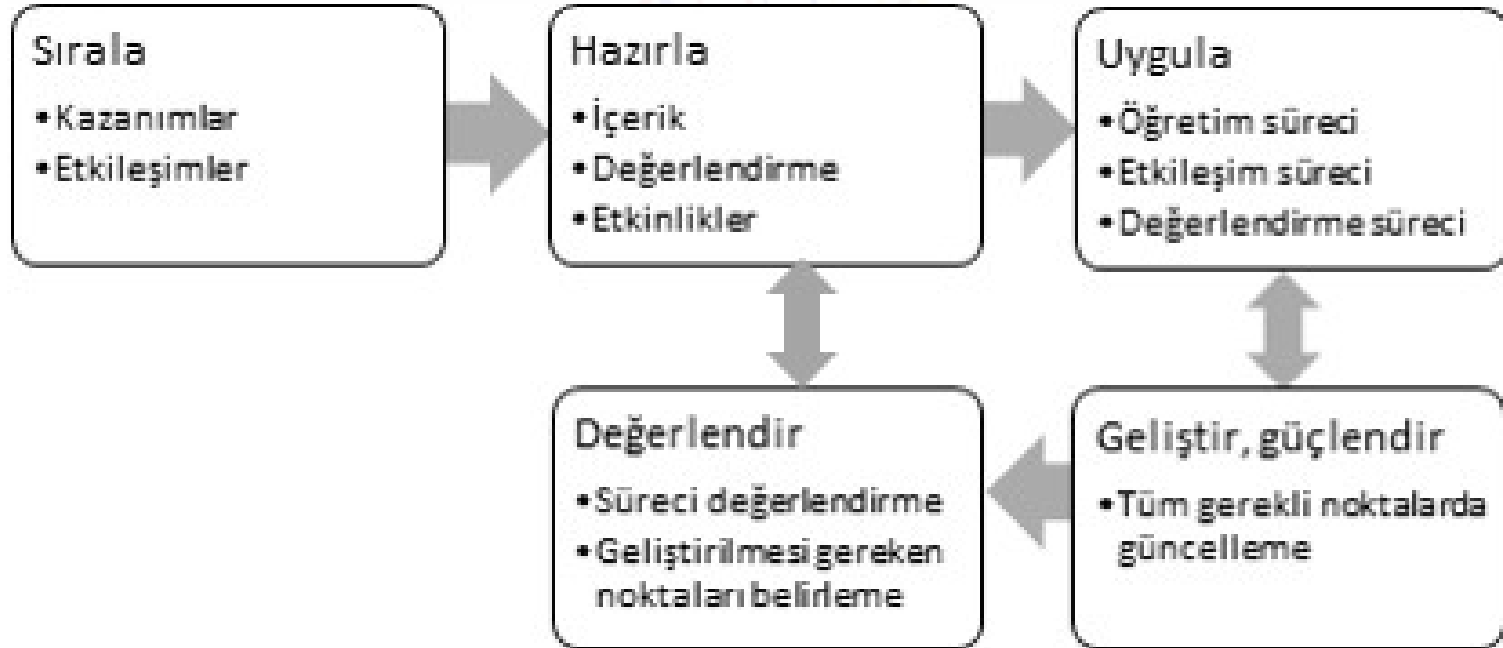 Sırala
•Kazanımlar
•Etkileşimler
Hazırla
•İçerik
•Değerlendirme
•Etkinlikler
Uygula
•Öğretim süreci
•Etkileşim süreci
•Değerlendirme süreci
Değerlendir
•Süreci değerlendirme
•Geliştirilmesi gereken
noktaları belirleme
Geliştir, güçlendir
•Tüm gerekli noktalarda
güncelleme